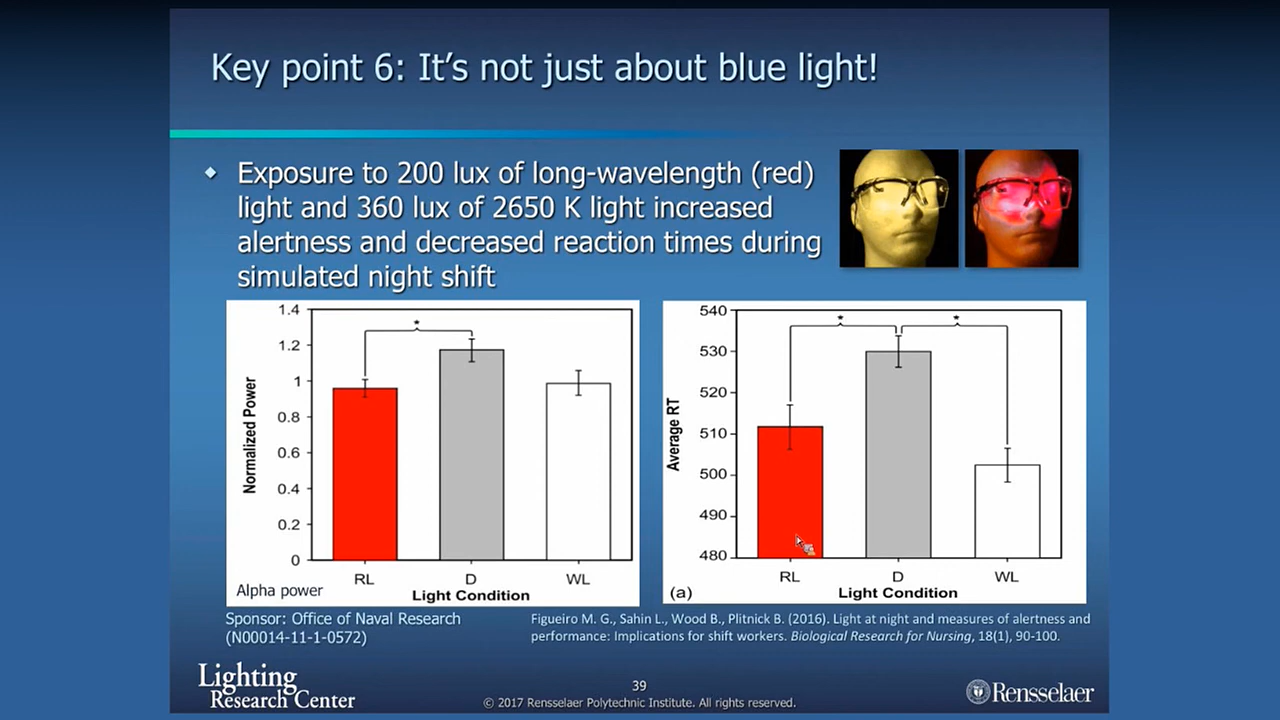 Key point 6: It's not just about blue light!
Exposure to 200 lux of long-wavelength (red)
light and 360 lux of 2650 K light increased
alertness and decreased reaction times during
simulated night shift
1.4
1.2
1
0.8
0.6
0.4
0.2
0
Normalized Power
*
RL D WL
Alpha power
Light Condition
540
530
520
510
500
490
480
Average RT
* *
RL D WL
(a)
Light Condition
Sponsor: Office of Naval Research
(N00014-11-1-0572)
Figueiro M. G., Sahin L., Wood B., Plitnick B. (2016). Light at night and measures of alertness and
performance: Implications for shift workers. Biological Research for Nursing, 18(1), 90-100.
Lighting
Research Center
39
© 2017 Rensselaer Polytechnic Institute. All rights reserved.
Rensselaer